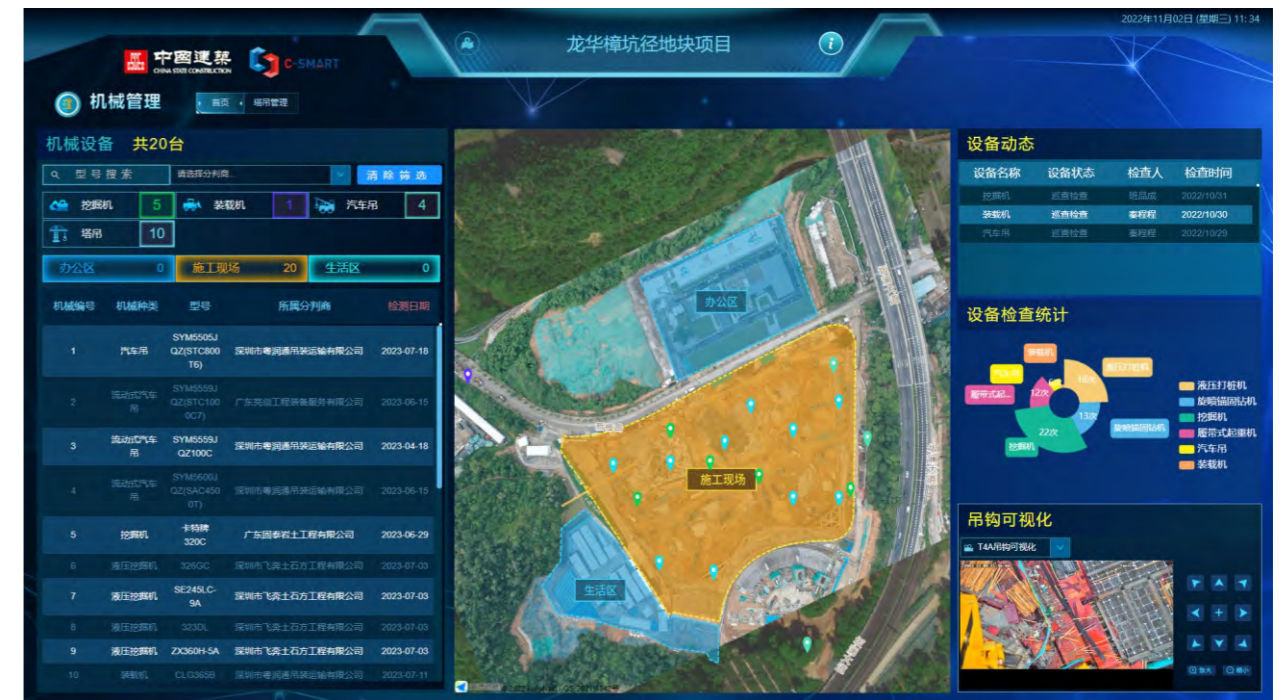 2022年11月02日 (星期三) 11:34
龙华樟坑径地块项目
中國建築
CHINA STATE CONSTRUCTION
C-SMART
机械管理
首页
塔吊管理
机械设备 共20台
型号搜索
请选择分判商...
清除筛选
挖掘机 5
装载机 1
汽车吊 4
塔吊 10
办公区 0
施工现场 20
生活区 0
机械编号 机械种类 型号 所属分判商 检测日期
1 汽车吊 SYM5505J
QZ(STC800
T6) 深圳市粤润通吊装运输有限公司 2023-07-18
2 流动式汽车
吊 SYM5559J
QZ(STC100
0C7) 2023-06-15
3 流动式汽车
吊 SYM5559J
QZ100C 深圳市粤润通吊装运输有限公司 2023-04-18
4 流动式汽车
吊 SYM5600J
QZ(SAC450
0T) 深圳市粤润通吊装运输有限公司 2023-06-15
5 挖掘机 卡特牌
320C 广东固泰岩土工程有限公司 2023-06-29
6 液压挖掘机 326GC 深圳市飞奔土石方工程有限公司 2023-07-03
7 液压挖掘机 SE245LC-
9A 深圳市飞奔土石方工程有限公司 2023-07-03
8 液压挖掘机 323DL 深圳市飞奔土石方工程有限公司 2023-07-03
9 液压挖掘机 ZX360H-5A 深圳市飞奔土石方工程有限公司 2023-07-03
10 装载机 CLG365B 深圳市粤润通吊装运输有限公司 2023-07-11
办公区
施工现场
生活区
设备动态
设备名称 设备状态 检查人 检查时间
挖掘机 巡查检查 班品成 2022/10/31
装载机 巡查检查 秦程程 2022/10/30
汽车吊 巡查检查 秦程程 2022/10/29
设备检查统计
装载机
汽车吊
履带式起...
挖掘机
液压打桩机
旋喷锚固钻机
16次
13次
22次
12次
液压打桩机
旋喷锚固钻机
挖掘机
履带式起重机
汽车吊
装载机
吊钩可视化
T4A吊钩可视化
放大
缩小